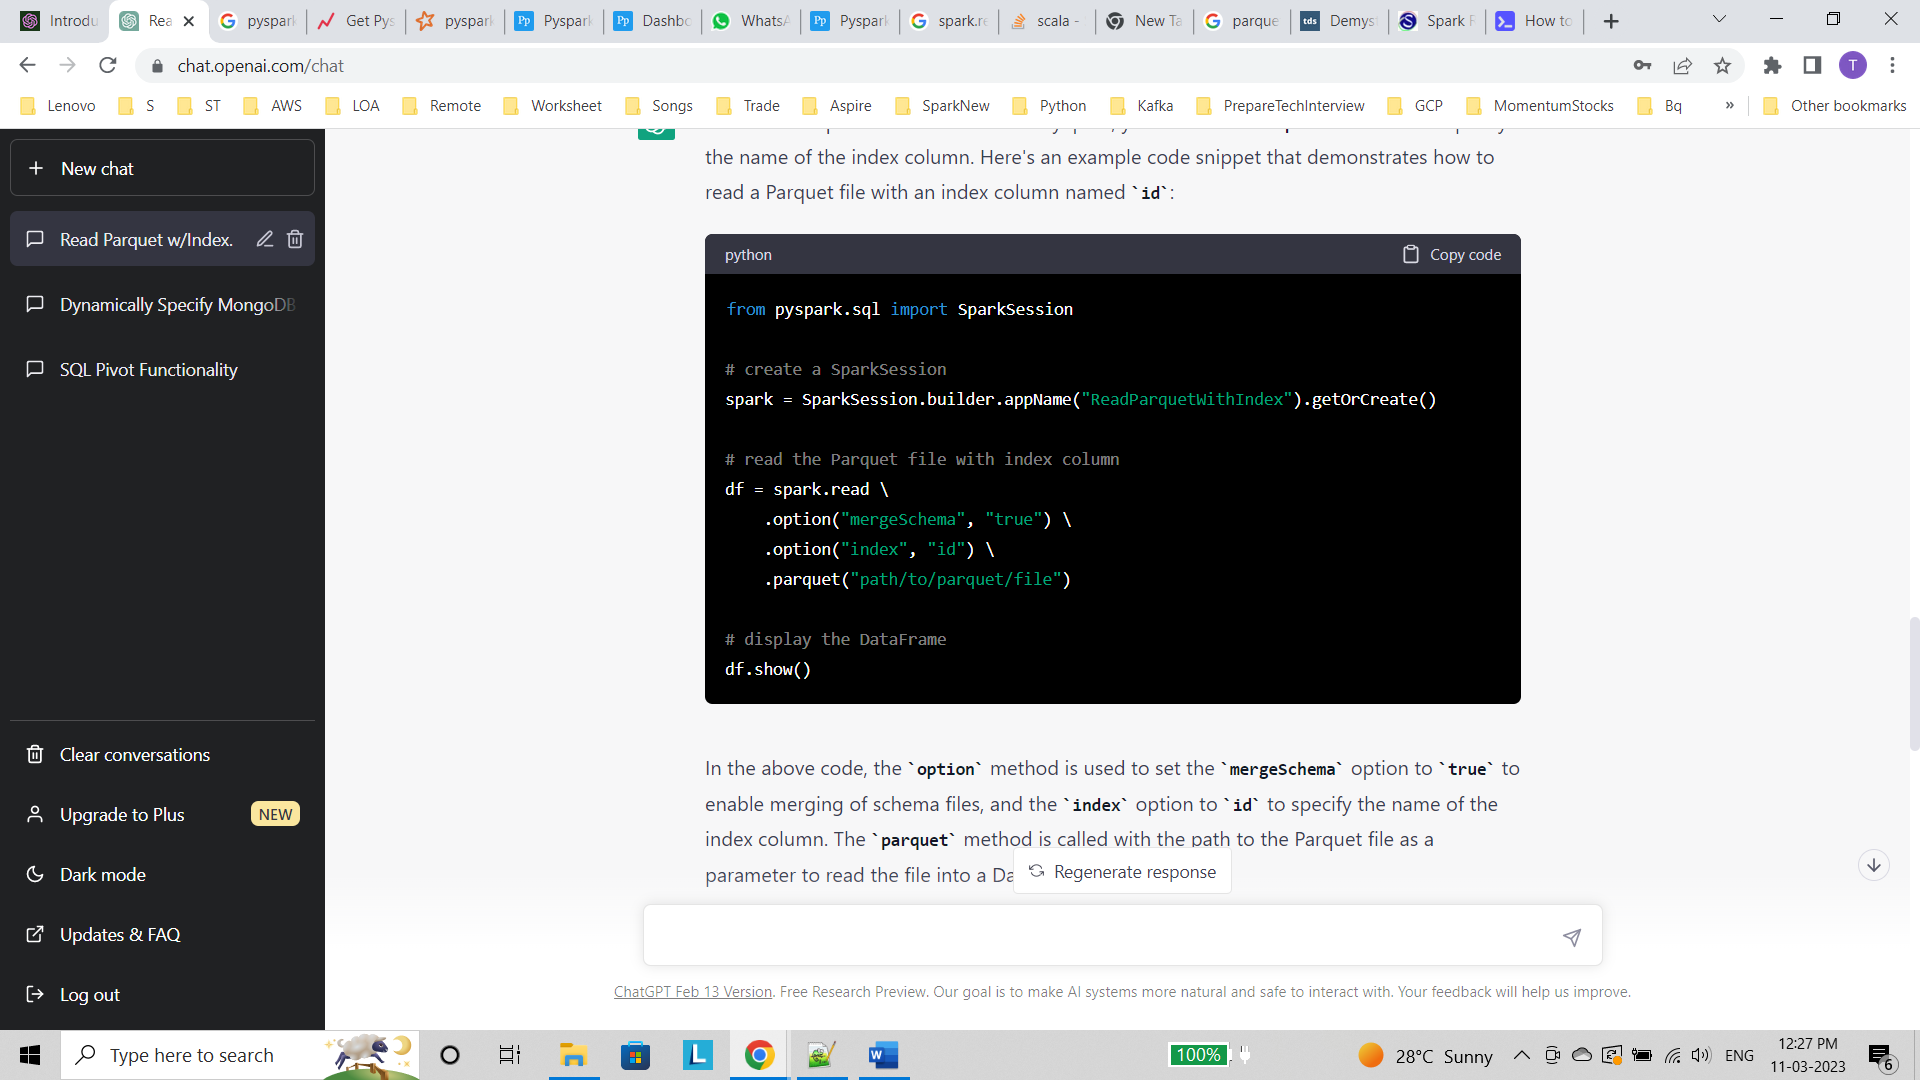 Introdu
Rea
pyspark
Get Pys
pyspark
Pp Pyspark
Pp Dashbo
WhatsA
Pp Pyspark
spark.re
scala -
New Ta
parque
tds Demyst
Spark P
How to
chat.openai.com/chat
T
Lenovo S ST AWS LOA Remote Worksheet Songs Trade Aspire SparkNew Python Kafka PrepareTechInterview GCP MomentumStocks Bq » Other bookmarks
New chat
Read Parquet w/Index.
Dynamically Specify MongoDB
SQL Pivot Functionality
Clear conversations
Upgrade to Plus NEW
Dark mode
Updates & FAQ
Log out
the name of the index column. Here's an example code snippet that demonstrates how to
read a Parquet file with an index column named `id`:
python Copy code
from pyspark.sql import SparkSession
# create a SparkSession
spark = SparkSession.builder.appName("ReadParquetWithIndex").getOrCreate()
# read the Parquet file with index column
df = spark.read \
.option("mergeSchema", "true") \
.option("index", "id") \
.parquet("path/to/parquet/file")
# display the DataFrame
df.show()
In the above code, the `option` method is used to set the `mergeSchema` option to `true` to
enable merging of schema files, and the `index` option to `id` to specify the name of the
index column. The `parquet` method is called with the path to the Parquet file as a
parameter to read the file into a Da
Regenerate response
ChatGPT Feb 13 Version. Free Research Preview. Our goal is to make AI systems more natural and safe to interact with. Your feedback will help us improve.
Type here to search
L
W
100%
28°C Sunny
ENG
12:27 PM
11-03-2023
6